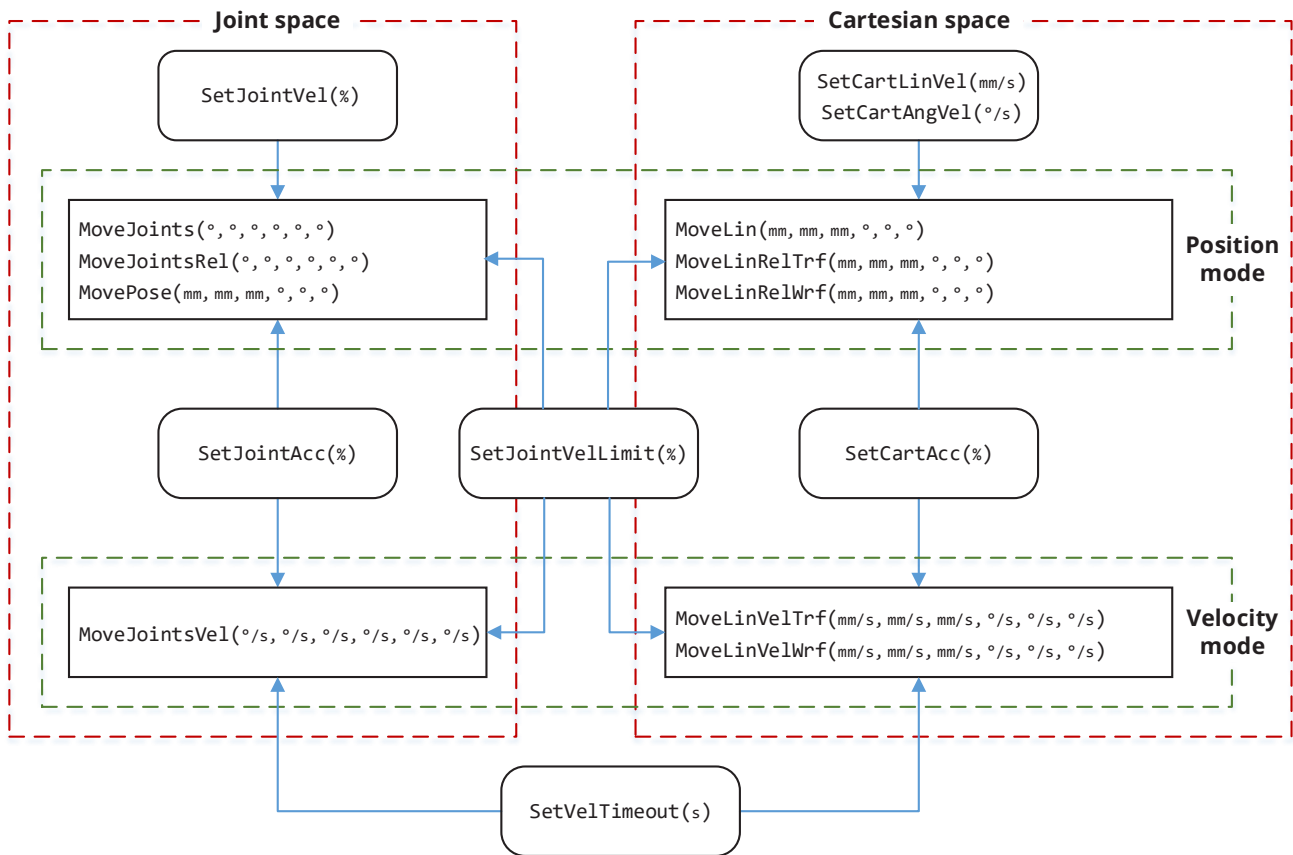 Joint space
Cartesian space
SetJointVel(%)
SetCartLinVel(mm/s)
SetCartAngVel(°/s)
MoveJoints(°,°,°,°,°,°)
MoveJointsRel(°,°,°,°,°,°)
MovePose(mm,mm,mm,°,°,°)
MoveLin(mm,mm,mm,°,°,°)
MoveLinRelTrf(mm,mm,mm,°,°,°)
MoveLinRelWrf(mm,mm,mm,°,°,°)
Position
mode
SetJointAcc(%)
SetJointVelLimit(%)
SetCartAcc(%)
MoveJointsVel(°/s,°/s,°/s,°/s,°/s,°/s)
MoveLinVelTrf(mm/s,mm/s,mm/s,°/s,°/s,°/s)
MoveLinVelWrf(mm/s,mm/s,mm/s,°/s,°/s,°/s)
Velocity
mode
SetVelTimeout(s)